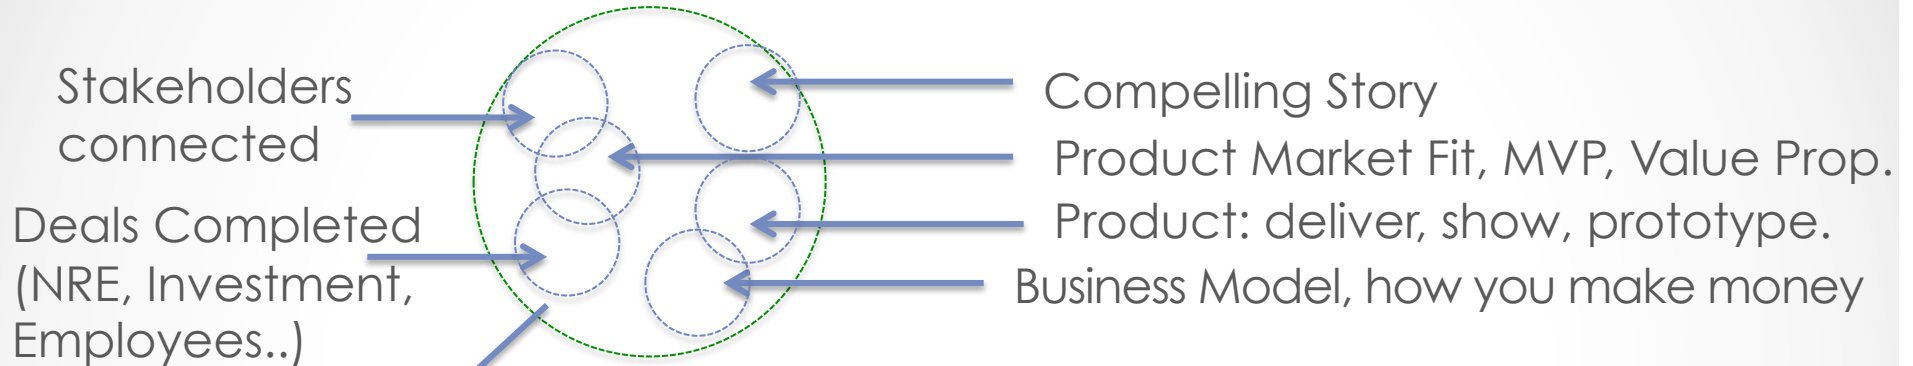 Stakeholders
connected
Deals Completed
(NRE, Investment,
Employees..)
Compelling Story
Product Market Fit, MVP, Value Prop.
Product: deliver, show, prototype.
Business Model, how you make money